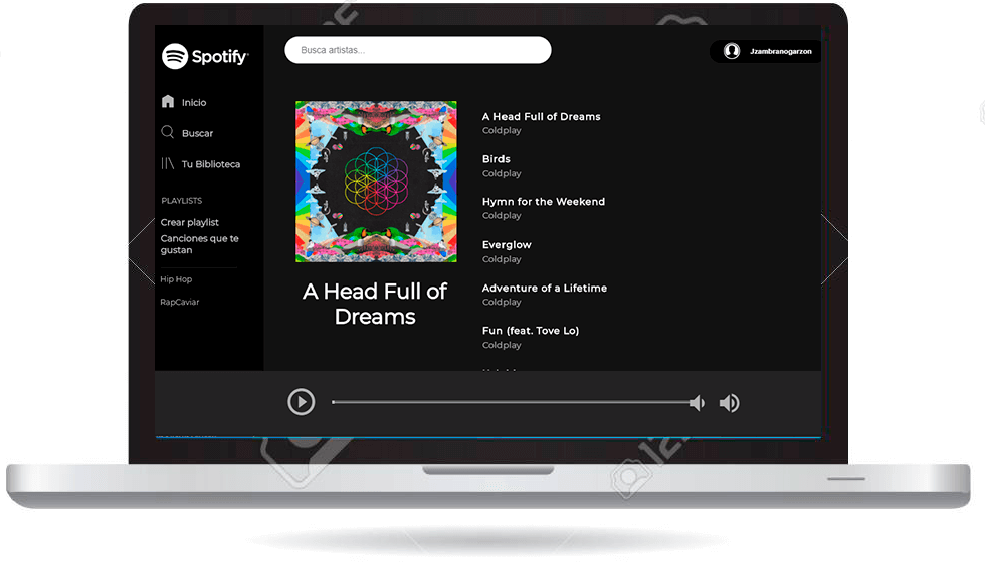 Spotify
Busca artistas...
Jzambranogarzon
Inicio
Buscar
Tu Biblioteca
PLAYLISTS
Crear playlist
Canciones que te
gustan
Hip Hop
RapCaviar
A Head Full of
Dreams
A Head Full of Dreams
Coldplay
Birds
Coldplay
Hymn for the Weekend
Coldplay
Everglow
Coldplay
Adventure of a Lifetime
Coldplay
Fun (feat. Tove Lo)
Coldplay